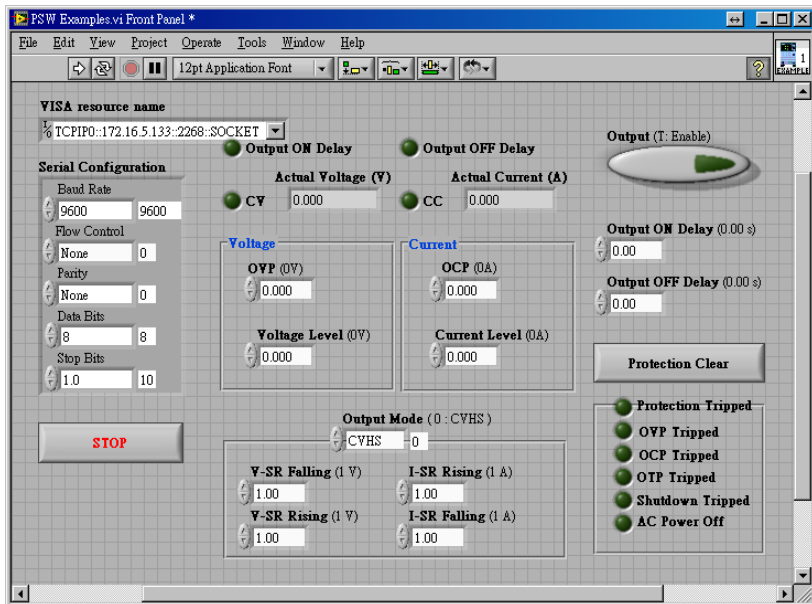 PSW Examples.vi Front Panel *
File Edit View Project Operate Tools Window Help
12pt Application Font
? EXAMPLE 1
VISA resource name
I/O TCPIP0::172.16.5.133::2268::SOCKET
Serial Configuration
Baud Rate
9600 9600
Flow Control
None 0
Parity
None 0
Data Bits
8 8
Stop Bits
1.0 10
STOP
Output ON Delay Output OFF Delay
Actual Voltage (V) Actual Current (A)
CV 0.000 CC 0.000
Voltage
OVP (0V)
0.000
Voltage Level (0V)
0.000
Current
OCP (0A)
0.000
Current Level (0A)
0.000
Output Mode (0 : CVHS)
CVHS 0
V-SR Falling (1 V) I-SR Rising (1 A)
1.00 1.00
V-SR Rising (1 V) I-SR Falling (1 A)
1.00 1.00
Output (T: Enable)
Output ON Delay (0.00 s)
0.00
Output OFF Delay (0.00 s)
0.00
Protection Clear
Protection Tripped
OVP Tripped
OCP Tripped
OTP Tripped
Shutdown Tripped
AC Power Off